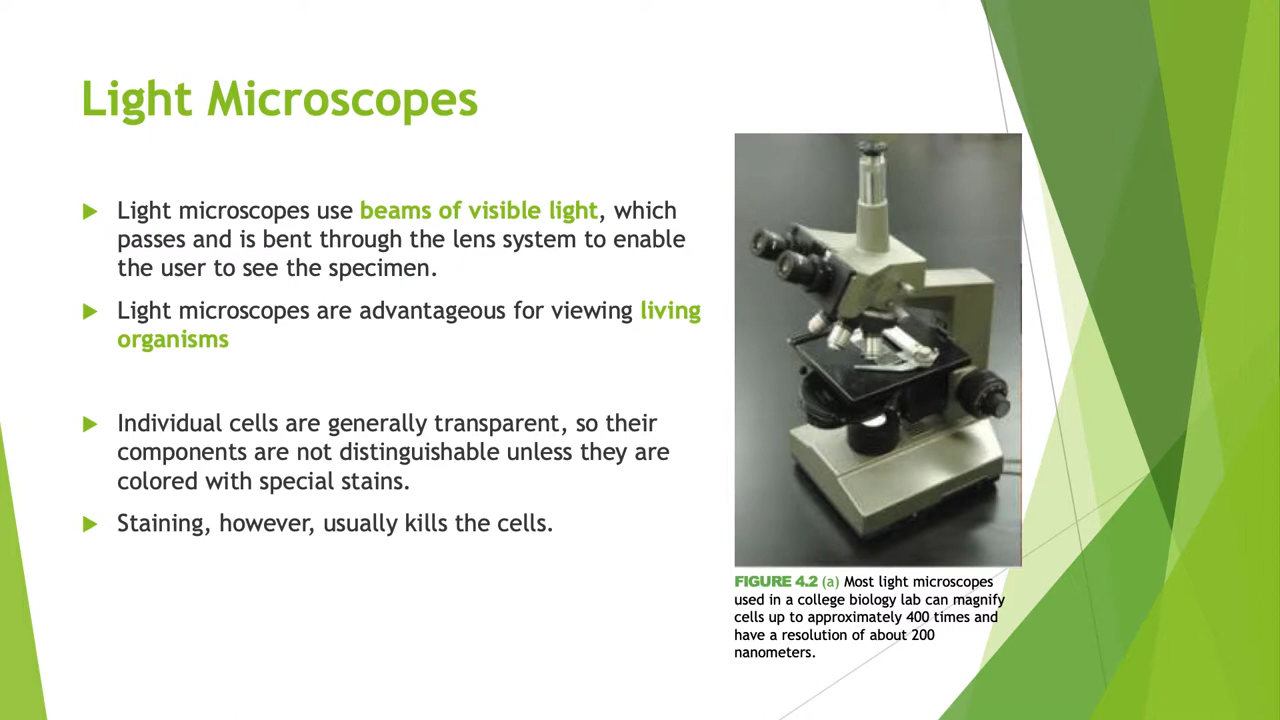 Light Microscopes
Light microscopes use beams of visible light, which
passes and is bent through the lens system to enable
the user to see the specimen.
Light microscopes are advantageous for viewing living
organisms
Individual cells are generally transparent, so their
components are not distinguishable unless they are
colored with special stains.
Staining, however, usually kills the cells.
FIGURE 4.2 (a) Most light microscopes
used in a college biology lab can magnify
cells up to approximately 400 times and
have a resolution of about 200
nanometers.